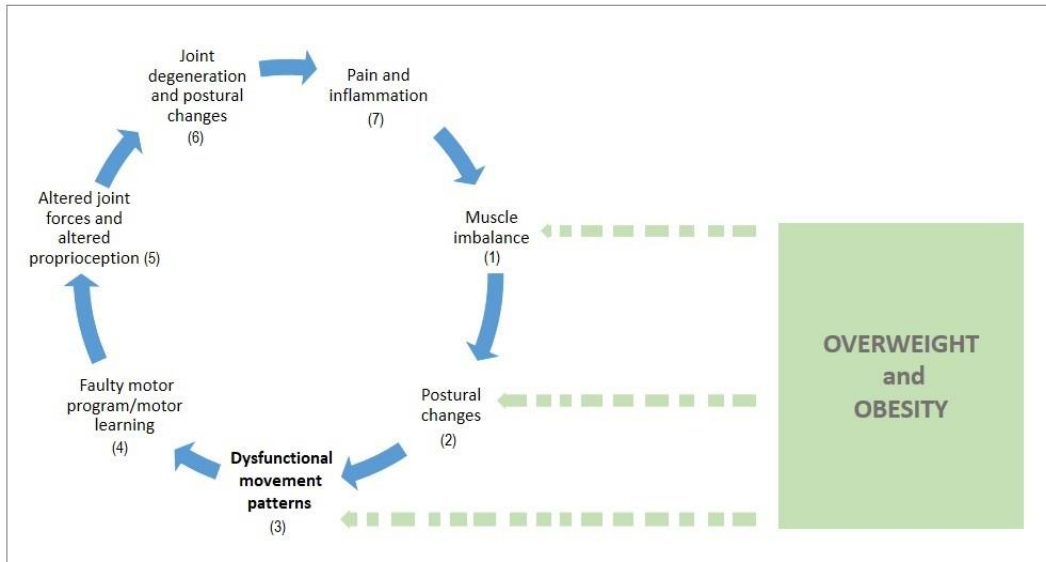 Joint
degeneration
and postural
changes
(6)
Pain and
inflammation
(7)
Altered joint
forces and
altered
proprioception (5)
Muscle
imbalance
(1)
OVERWEIGHT
and
OBESITY
Faulty motor
program/motor
learning
(4)
Postural
changes
(2)
Dysfunctional
movement
patterns
(3)